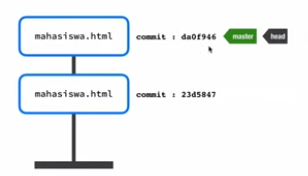 mahasiswa.html commit : da0f946 master head
mahasiswa.html commit : 23d5847